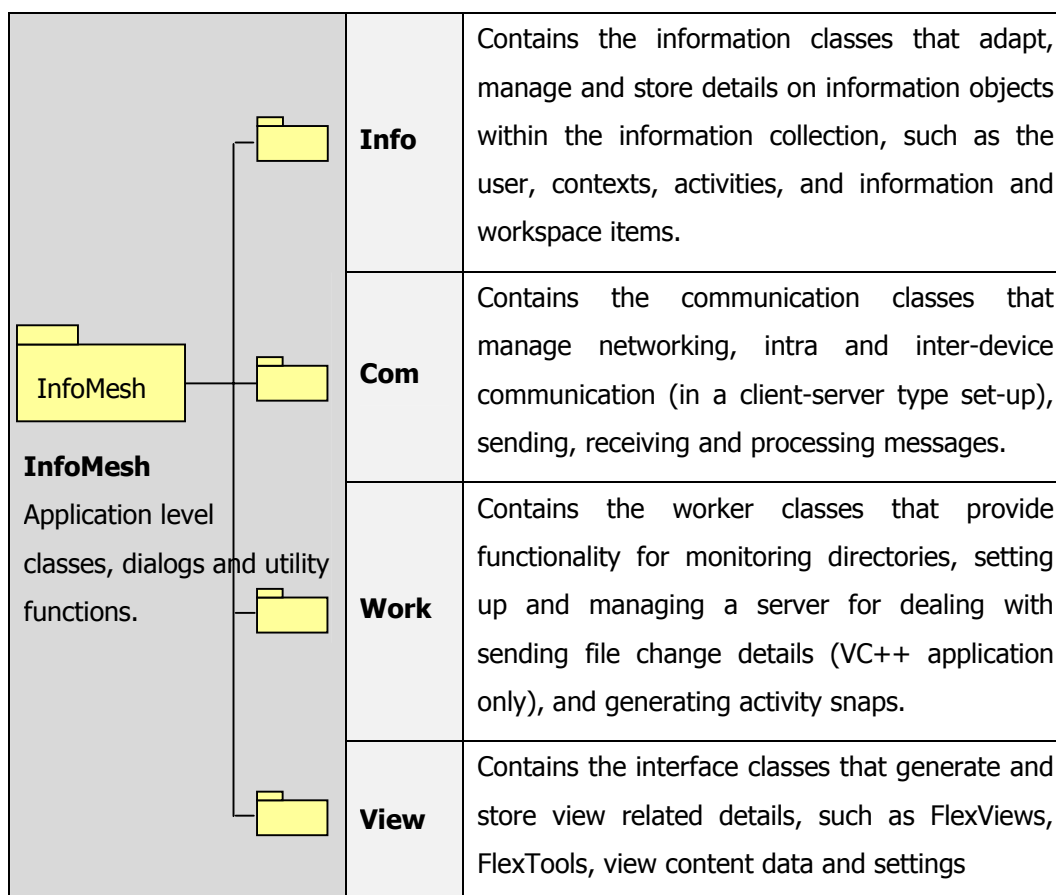 InfoMesh
InfoMesh
Application level
classes, dialogs and utility
functions.
Info
Contains the information classes that adapt,
manage and store details on information objects
within the information collection, such as the
user, contexts, activities, and information and
workspace items.
Com
Contains the communication classes that
manage networking, intra and inter-device
communication (in a client-server type set-up),
sending, receiving and processing messages.
Work
Contains the worker classes that provide
functionality for monitoring directories, setting
up and managing a server for dealing with
sending file change details (VC++ application
only), and generating activity snaps.
View
Contains the interface classes that generate and
store view related details, such as FlexViews,
FlexTools, view content data and settings